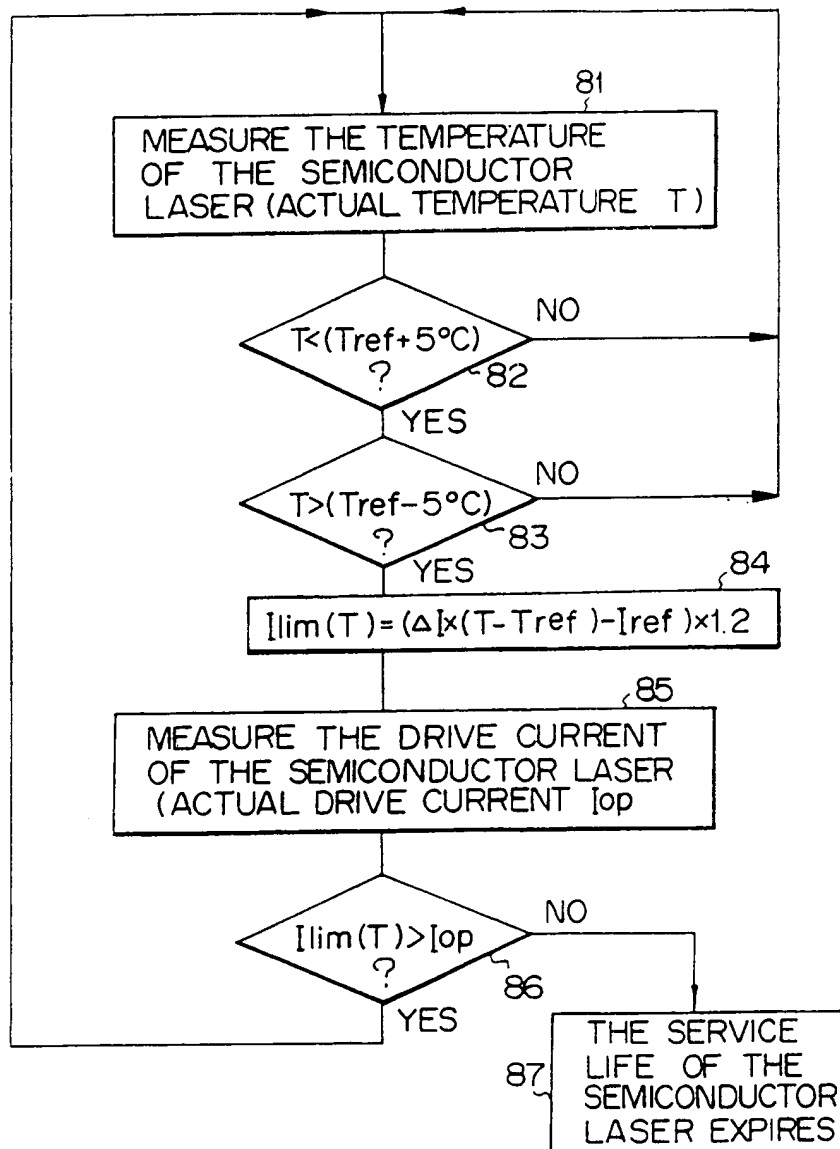 81
MEASURE THE TEMPERATURE
OF THE SEMICONDUCTOR
LASER (ACTUAL TEMPERATURE T)
T<(Tref+5°C)
?
NO
82
YES
T>(Tref-5°C)
?
NO
83
YES
84
Ilim(T)=(ΔI×(T-Tref)-Iref)×1.2
85
MEASURE THE DRIVE CURRENT
OF THE SEMICONDUCTOR LASER
(ACTUAL DRIVE CURRENT Iop
Ilim(T)>Iop
?
NO
86
YES
87
THE SERVICE
LIFE OF THE
SEMICONDUCTOR
LASER EXPIRES